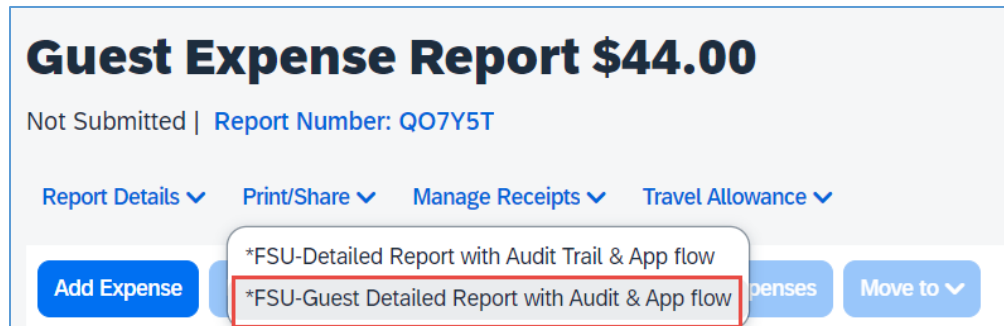 Guest Expense Report $44.00
Not Submitted | Report Number: QO7Y5T
Report Details Print/Share Manage Receipts Travel Allowance
*FSU-Detailed Report with Audit Trail & App flow
Add Expense *FSU-Guest Detailed Report with Audit & App flow Move to